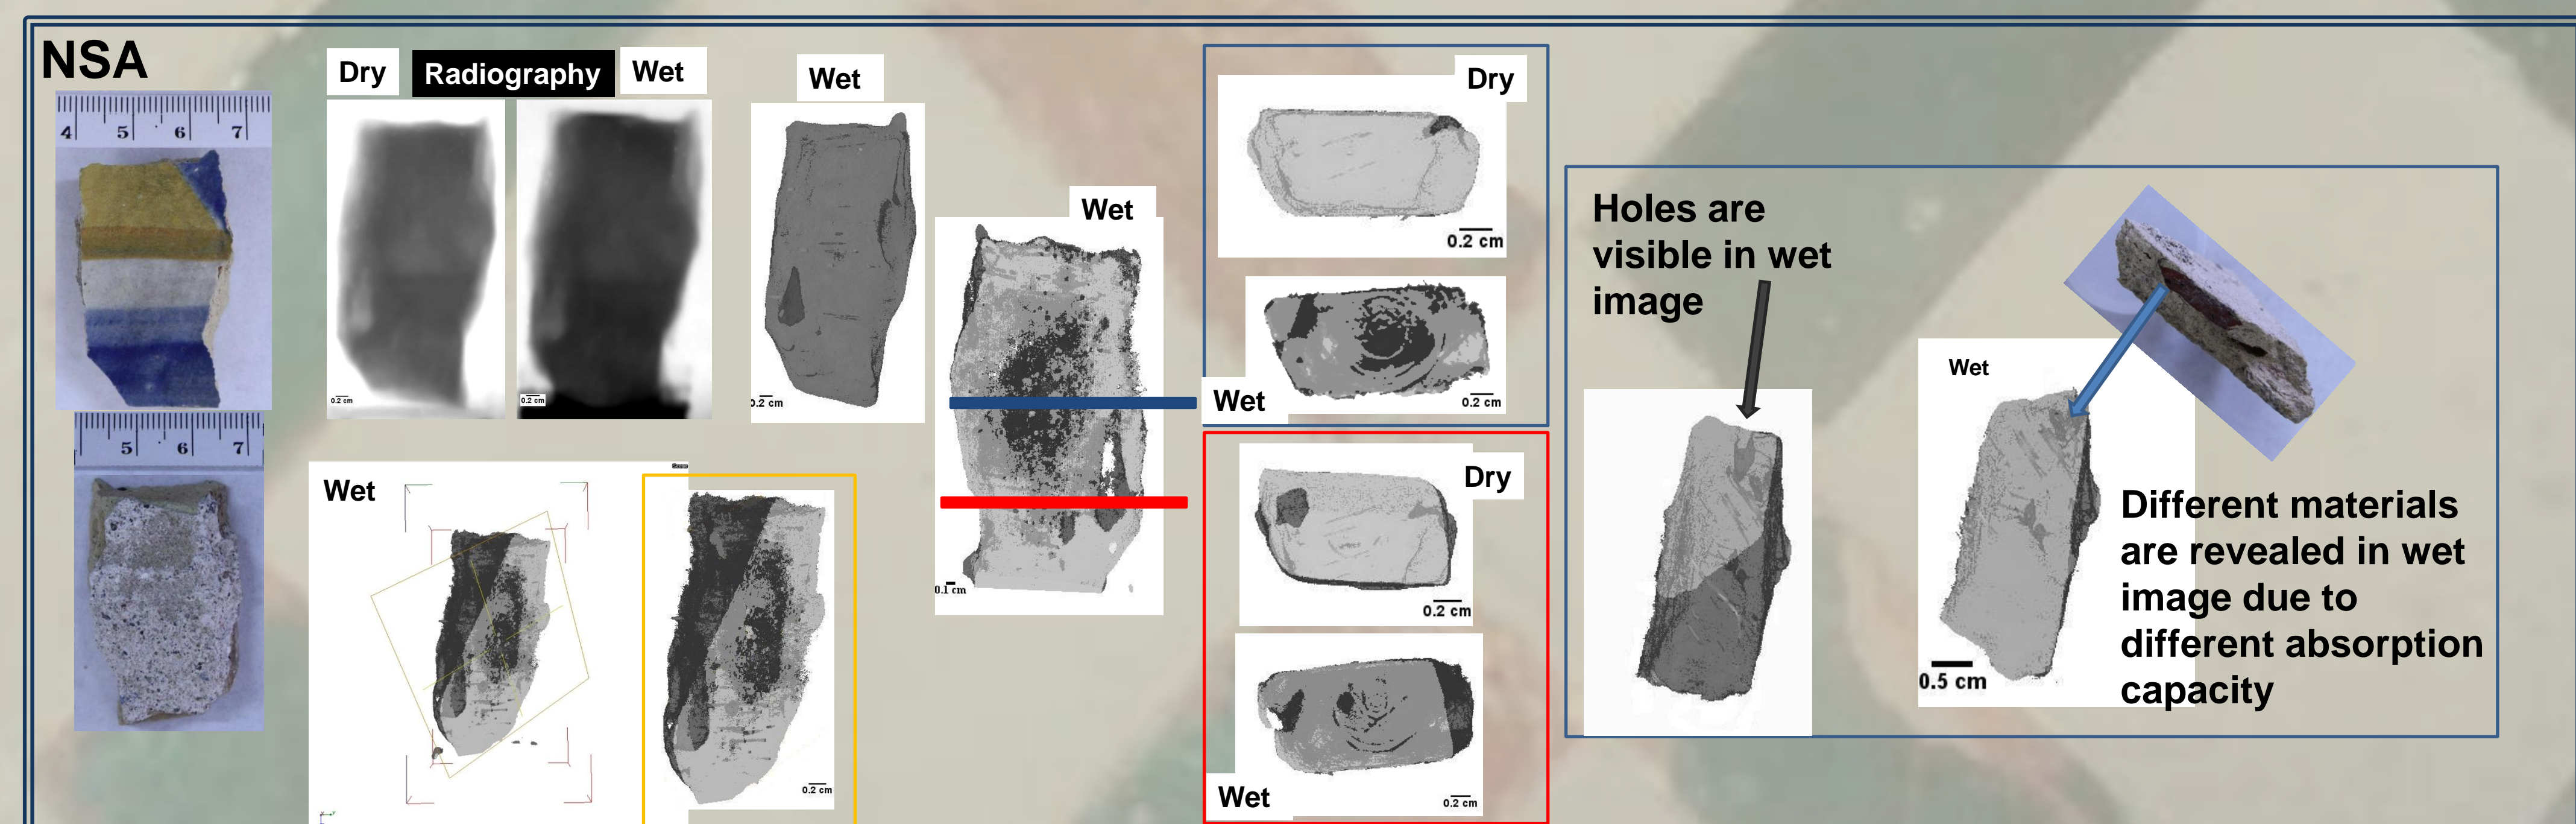 NSA
4 5 6 7
5 6 7
Dry
Radiography
Wet
0.2 cm
0.2 cm
Wet
0.2 cm
Wet
0.1 cm
Wet
0.2 cm
Dry
0.2 cm
Wet
0.2 cm
Dry
0.2 cm
Wet
0.2 cm
Holes are
visible in wet
image
Wet
0.5 cm
Different materials
are revealed in wet
image due to
different absorption
capacity